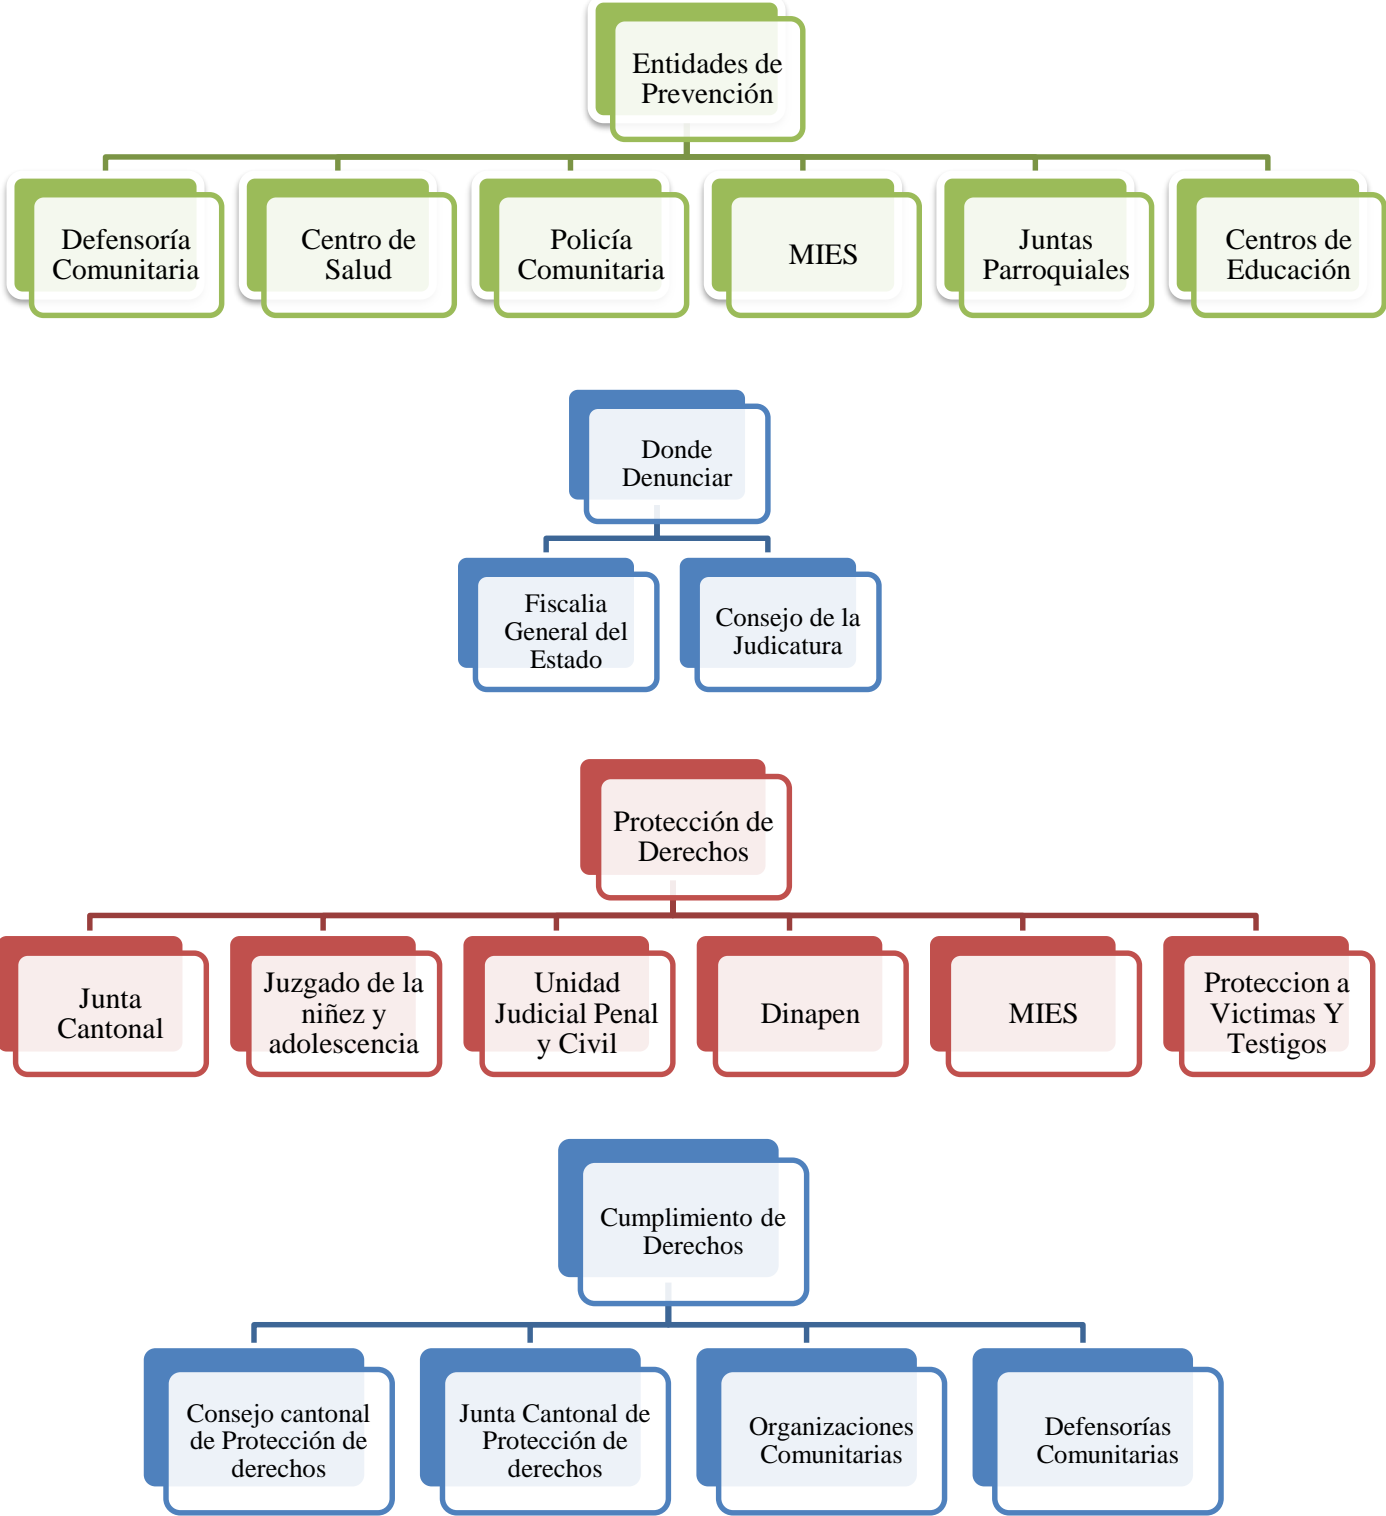 Entidades de
Prevención
Defensoría
Comunitaria
Centro de
Salud
Policía
Comunitaria
MIES
Juntas
Parroquiales
Centros de
Educación
Donde
Denunciar
Fiscalia
General del
Estado
Consejo de la
Judicatura
Protección de
Derechos
Junta
Cantonal
Juzgado de la
niñez y
adolescencia
Unidad
Judicial Penal
y Civil
Dinapen
MIES
Proteccion a
Victimas Y
Testigos
Cumplimiento de
Derechos
Consejo cantonal
de Protección de
derechos
Junta Cantonal de
Protección de
derechos
Organizaciones
Comunitarias
Defensorías
Comunitarias